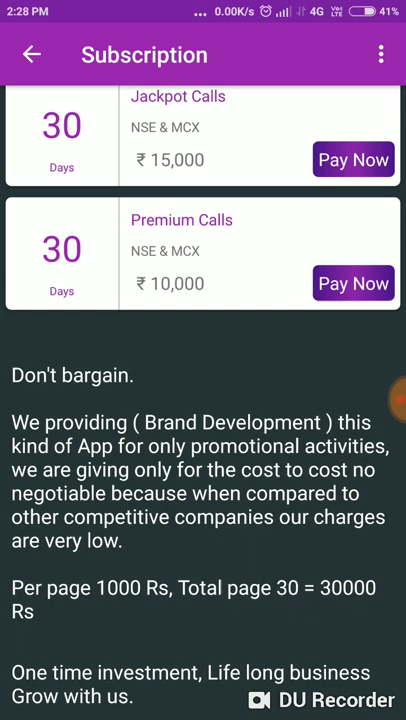 2:28 PM ... 0.00K/s 4G Vo) LTE 41%
Subscription
Jackpot Calls
30
NSE & MCX
₹ 15,000
Pay Now
Days
Premium Calls
30
NSE & MCX
₹ 10,000
Pay Now
Days
Don't bargain.
We providing ( Brand Development ) this
kind of App for only promotional activities,
we are giving only for the cost to cost no
negotiable because when compared to
other competitive companies our charges
are very low.
Per page 1000 Rs, Total page 30 = 30000
Rs
One time investment, Life long business
Grow with us.
DU Recorder